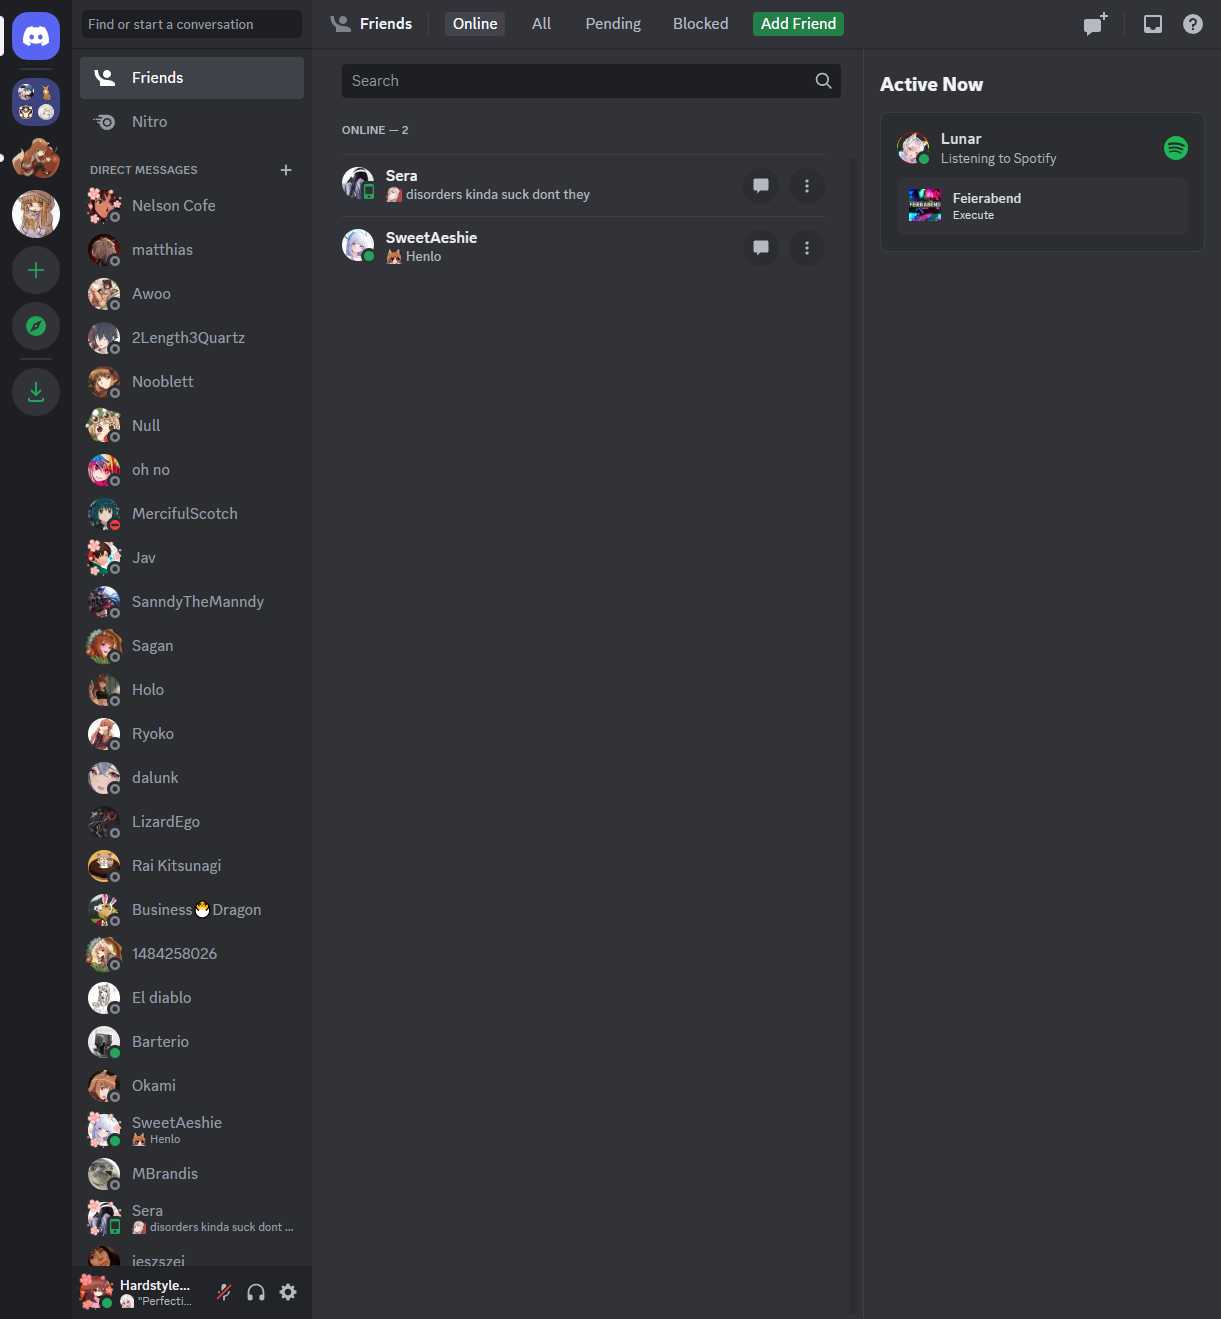 Find or start a conversation
Friends
Nitro
DIRECT MESSAGES
Nelson Cofe
matthias
Awoo
2Length3Quartz
Nooblett
Null
oh no
MercifulScotch
Jav
SanndyTheManndy
Sagan
Holo
Ryoko
dalunk
LizardEgo
Rai Kitsunagi
Business🐣Dragon
1484258026
El diablo
Barterio
Okami
SweetAeshie
Henlo
MBrandis
Sera
disorders kinda suck dont ...
jeszszej
Hardstyle...
"Perfecti...
Friends
Online
All
Pending
Blocked
Add Friend
Search
ONLINE — 2
Sera
disorders kinda suck dont they
SweetAeshie
Henlo
Active Now
Lunar
Listening to Spotify
FEIERABEND
Feierabend
Execute